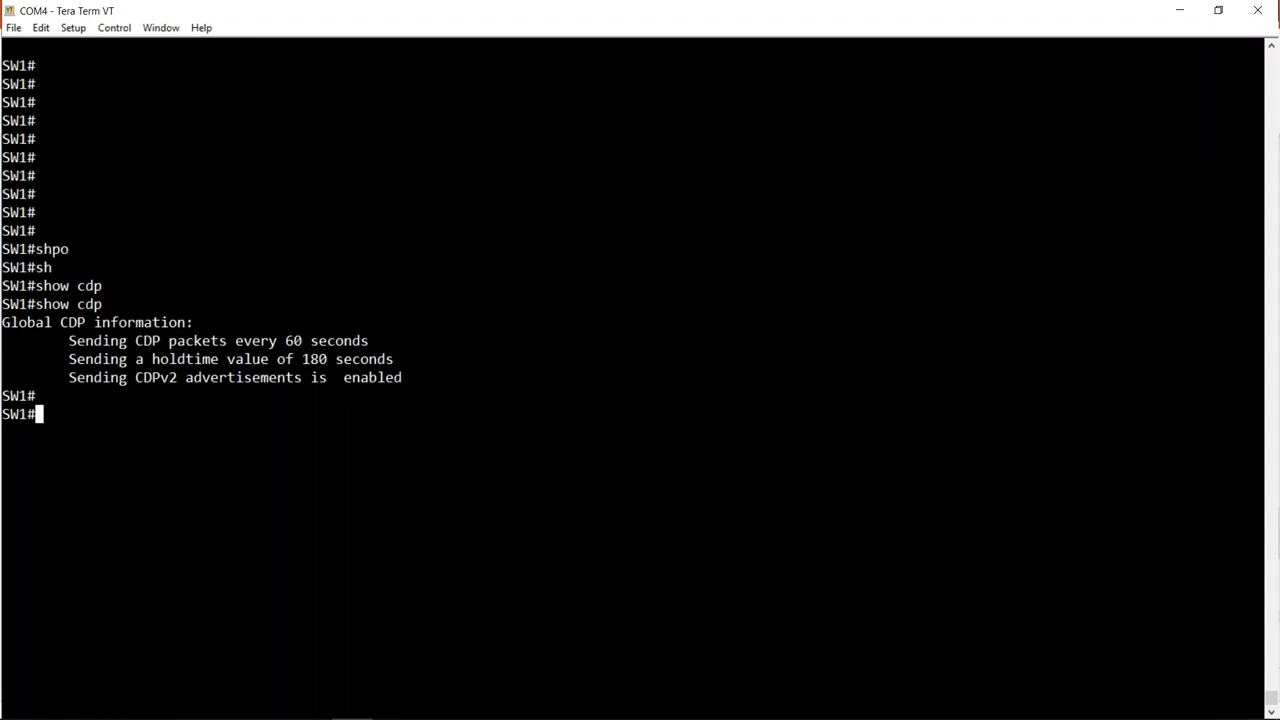 COM4 - Tera Term VT
File Edit Setup Control Window Help
SW1#
SW1#
SW1#
SW1#
SW1#
SW1#
SW1#
SW1#
SW1#
SW1#
SW1#shpo
SW1#sh
SW1#show cdp
SW1#show cdp
Global CDP information:
Sending CDP packets every 60 seconds
Sending a holdtime value of 180 seconds
Sending CDPv2 advertisements is  enabled
SW1#
SW1#